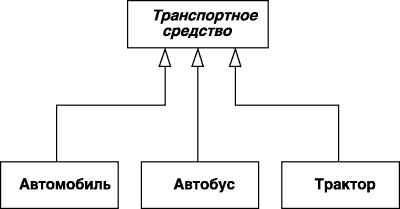 Транспортное
средство
Автомобиль
Автобус
Трактор